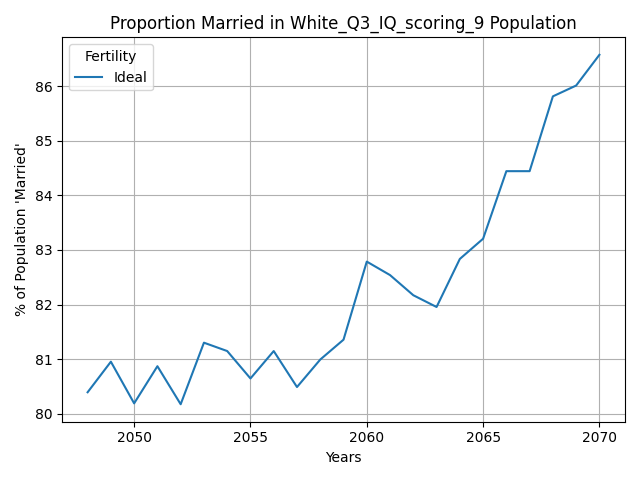 Proportion Married in White_Q3_IQ_scoring_9 Population
Fertility
Ideal
% of Population 'Married'
86
85
84
83
82
81
80
2050
2055
2060
2065
2070
Years